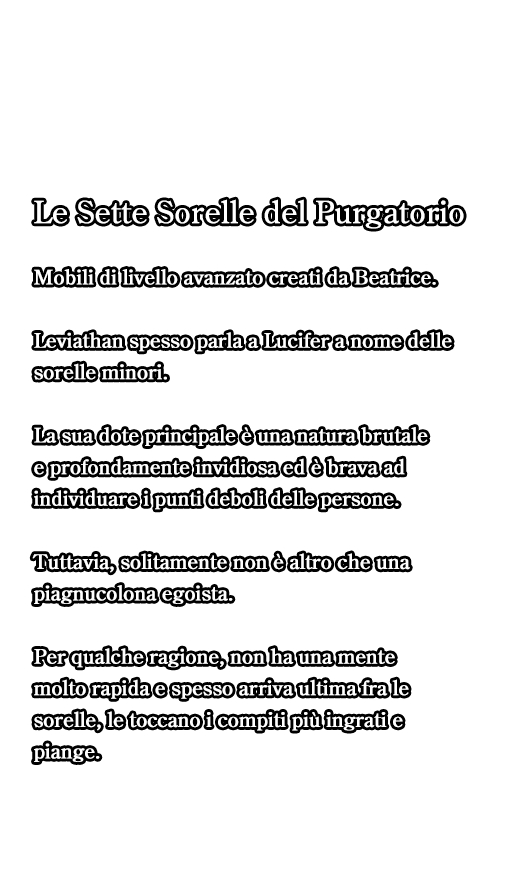 Le Sette Sorelle del Purgatorio
Mobili di livello avanzato creati da Beatrice.
Leviathan spesso parla a Lucifer a nome delle
sorelle minori.
La sua dote principale è una natura brutale
e profondamente invidiosa ed è brava ad
individuare i punti deboli delle persone.
Tuttavia, solitamente non è altro che una
piagnucolona egoista.
Per qualche ragione, non ha una mente
molto rapida e spesso arriva ultima fra le
sorelle, le toccano i compiti più ingrati e
piange.